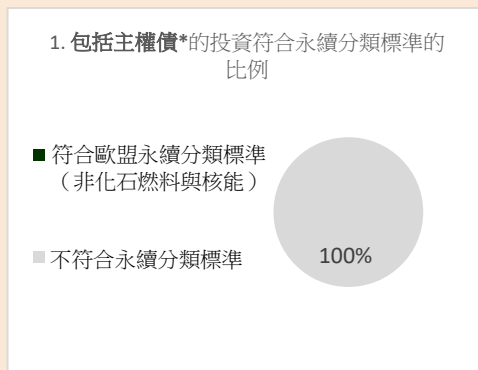 1. 包括主權債*的投資符合永續分類標準的
比例
符合歐盟永續分類標準
（非化石燃料與核能）
不符合永續分類標準
100%